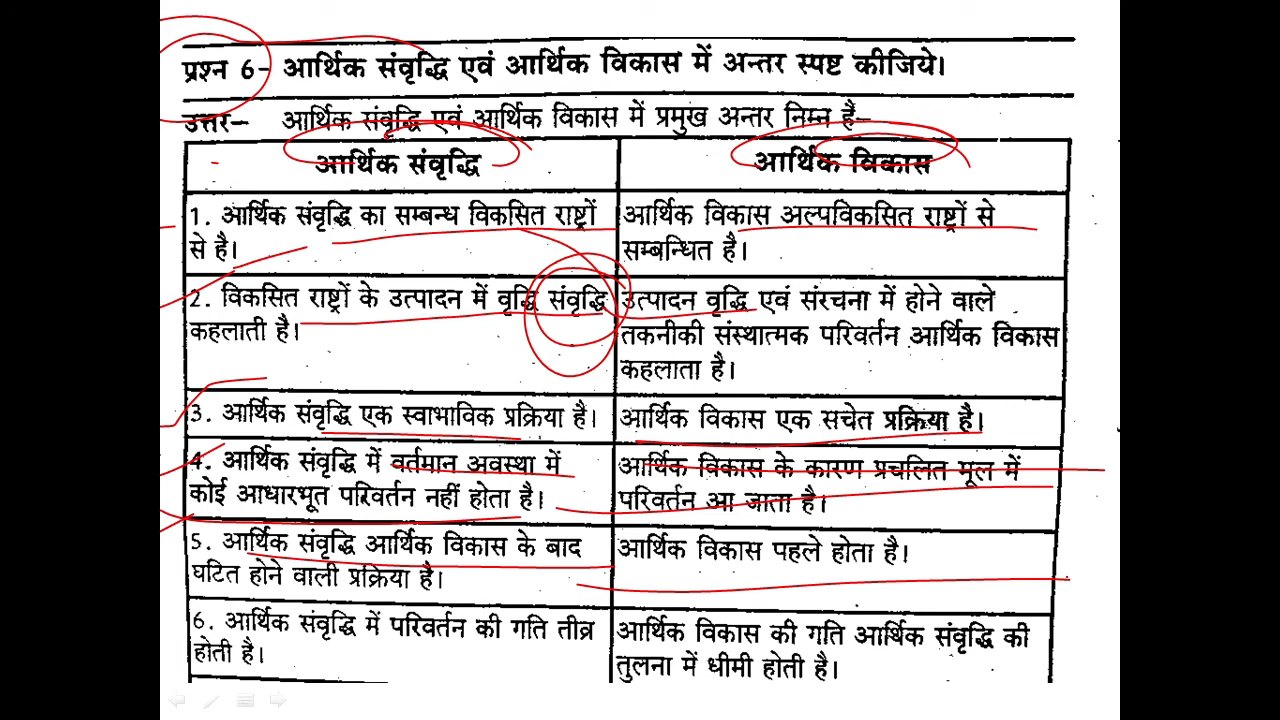 प्रश्न 6- आर्थिक संवृद्धि एवं आर्थिक विकास में अन्तर स्पष्ट कीजिये।
उत्तर– आर्थिक संवृद्धि एवं आर्थिक विकास में प्रमुख अन्तर निम्न है–
आर्थिक संवृद्धि
आर्थिक विकास
1. आर्थिक संवृद्धि का सम्बन्ध विकसित राष्ट्रों
से है।
आर्थिक विकास अल्पविकसित राष्ट्रों से
सम्बन्धित है।
2. विकसित राष्ट्रों के उत्पादन में वृद्धि संवृद्धि
कहलाती है।
उत्पादन वृद्धि एवं संरचना में होने वाले
तकनीकी संस्थात्मक परिवर्तन आर्थिक विकास
कहलाता है।
3. आर्थिक संवृद्धि एक स्वाभाविक प्रक्रिया है।
आर्थिक विकास एक सचेत प्रक्रिया है।
4. आर्थिक संवृद्धि में वर्तमान अवस्था में
कोई आधारभूत परिवर्तन नहीं होता है।
आर्थिक विकास के कारण प्रचलित मूल में
परिवर्तन आ जाता है।
5. आर्थिक संवृद्धि आर्थिक विकास के बाद
घटित होने वाली प्रक्रिया है।
आर्थिक विकास पहले होता है।
6. आर्थिक संवृद्धि में परिवर्तन की गति तीव्र
होती है।
आर्थिक विकास की गति आर्थिक संवृद्धि की
तुलना में धीमी होती है।